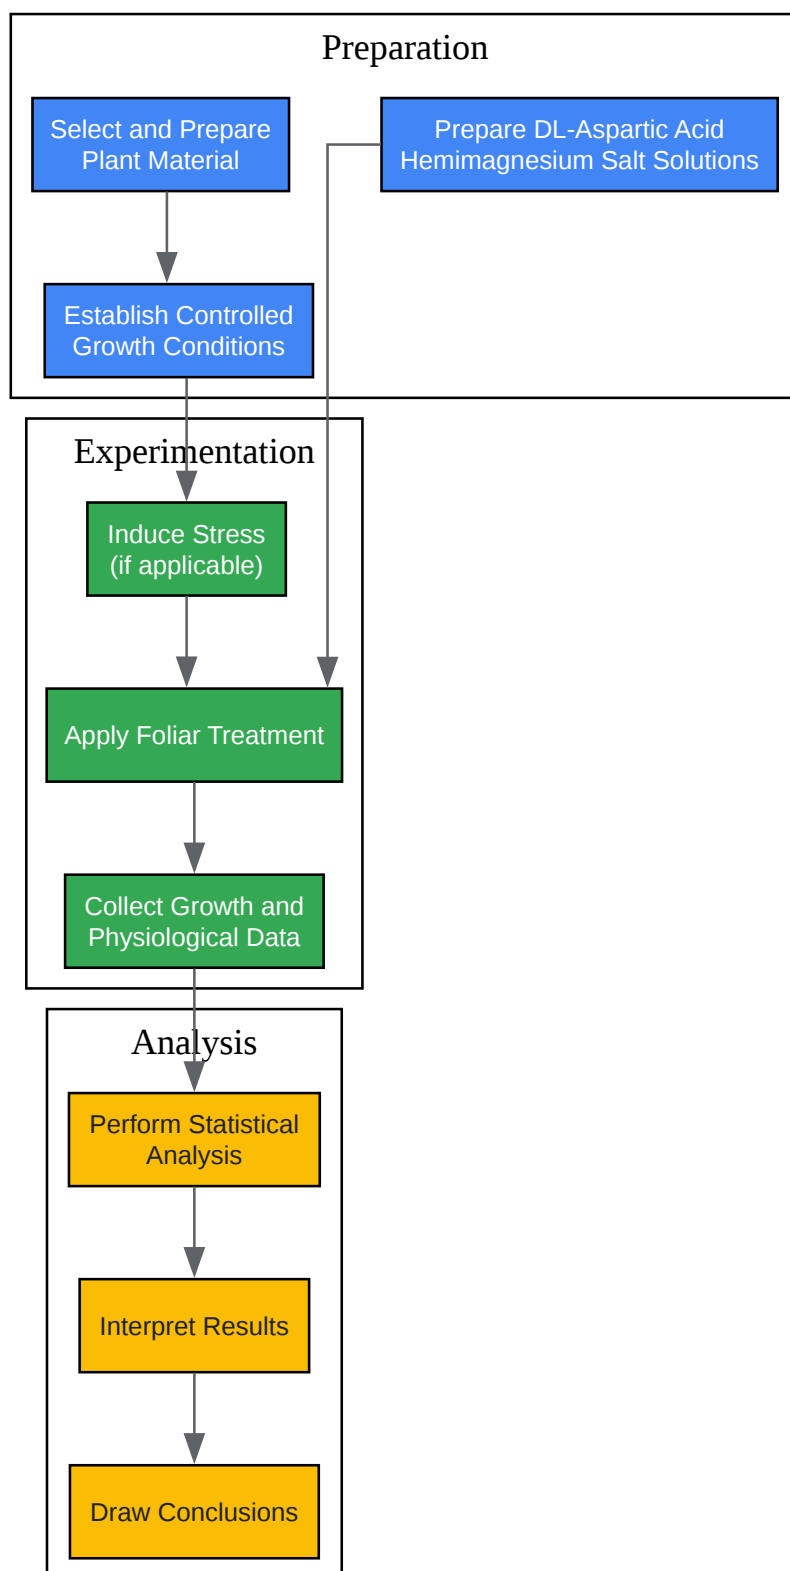 Preparation
Select and Prepare
Plant Material
Prepare DL-Aspartic Acid
Hemimagnesium Salt Solutions
Establish Controlled
Growth Conditions
Experimentation
Induce Stress
(if applicable)
Apply Foliar Treatment
Collect Growth and
Physiological Data
Analysis
Perform Statistical
Analysis
Interpret Results
Draw Conclusions